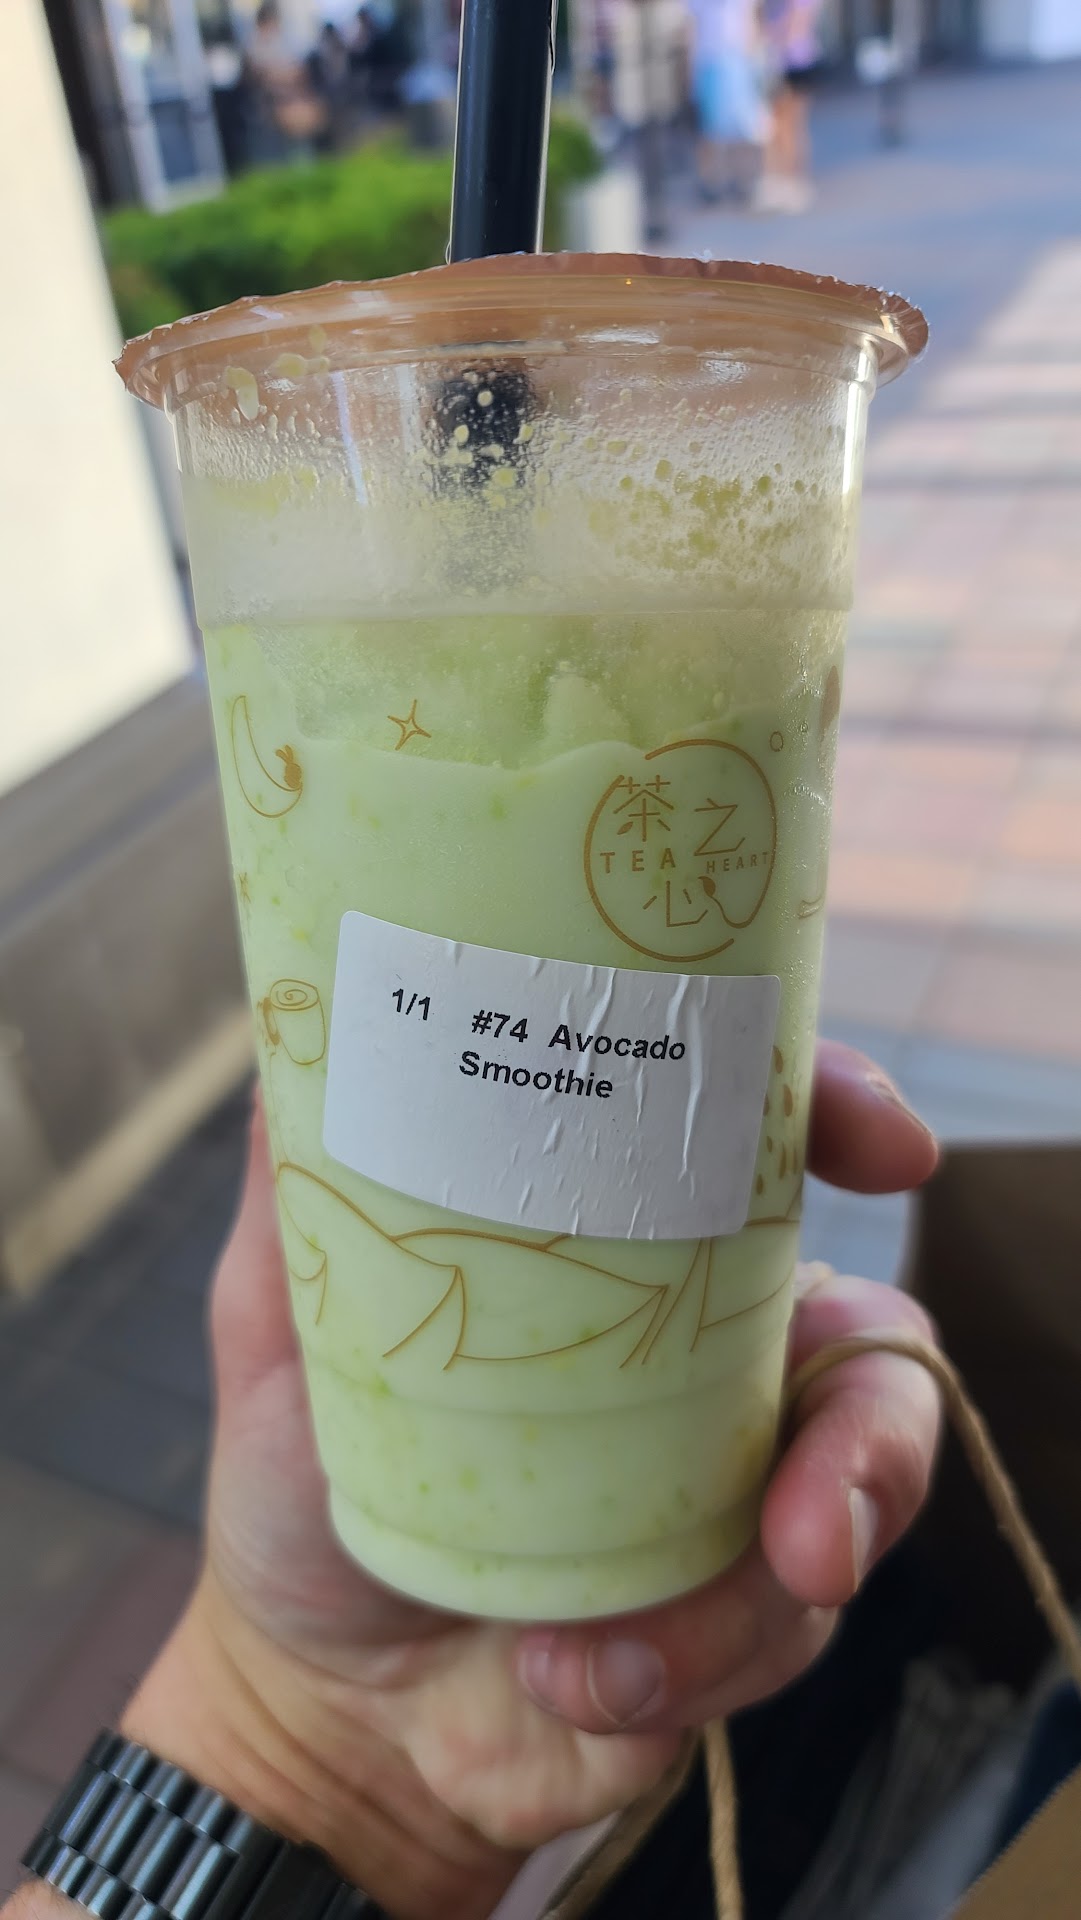 茶之
TEA HEART
心
1/1 #74 Avocado
Smoothie